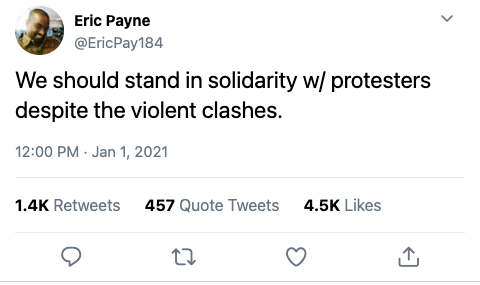 Eric Payne
@EricPay184
We should stand in solidarity w/ protesters
despite the violent clashes.
12:00 PM · Jan 1, 2021
1.4K Retweets 457 Quote Tweets 4.5K Likes